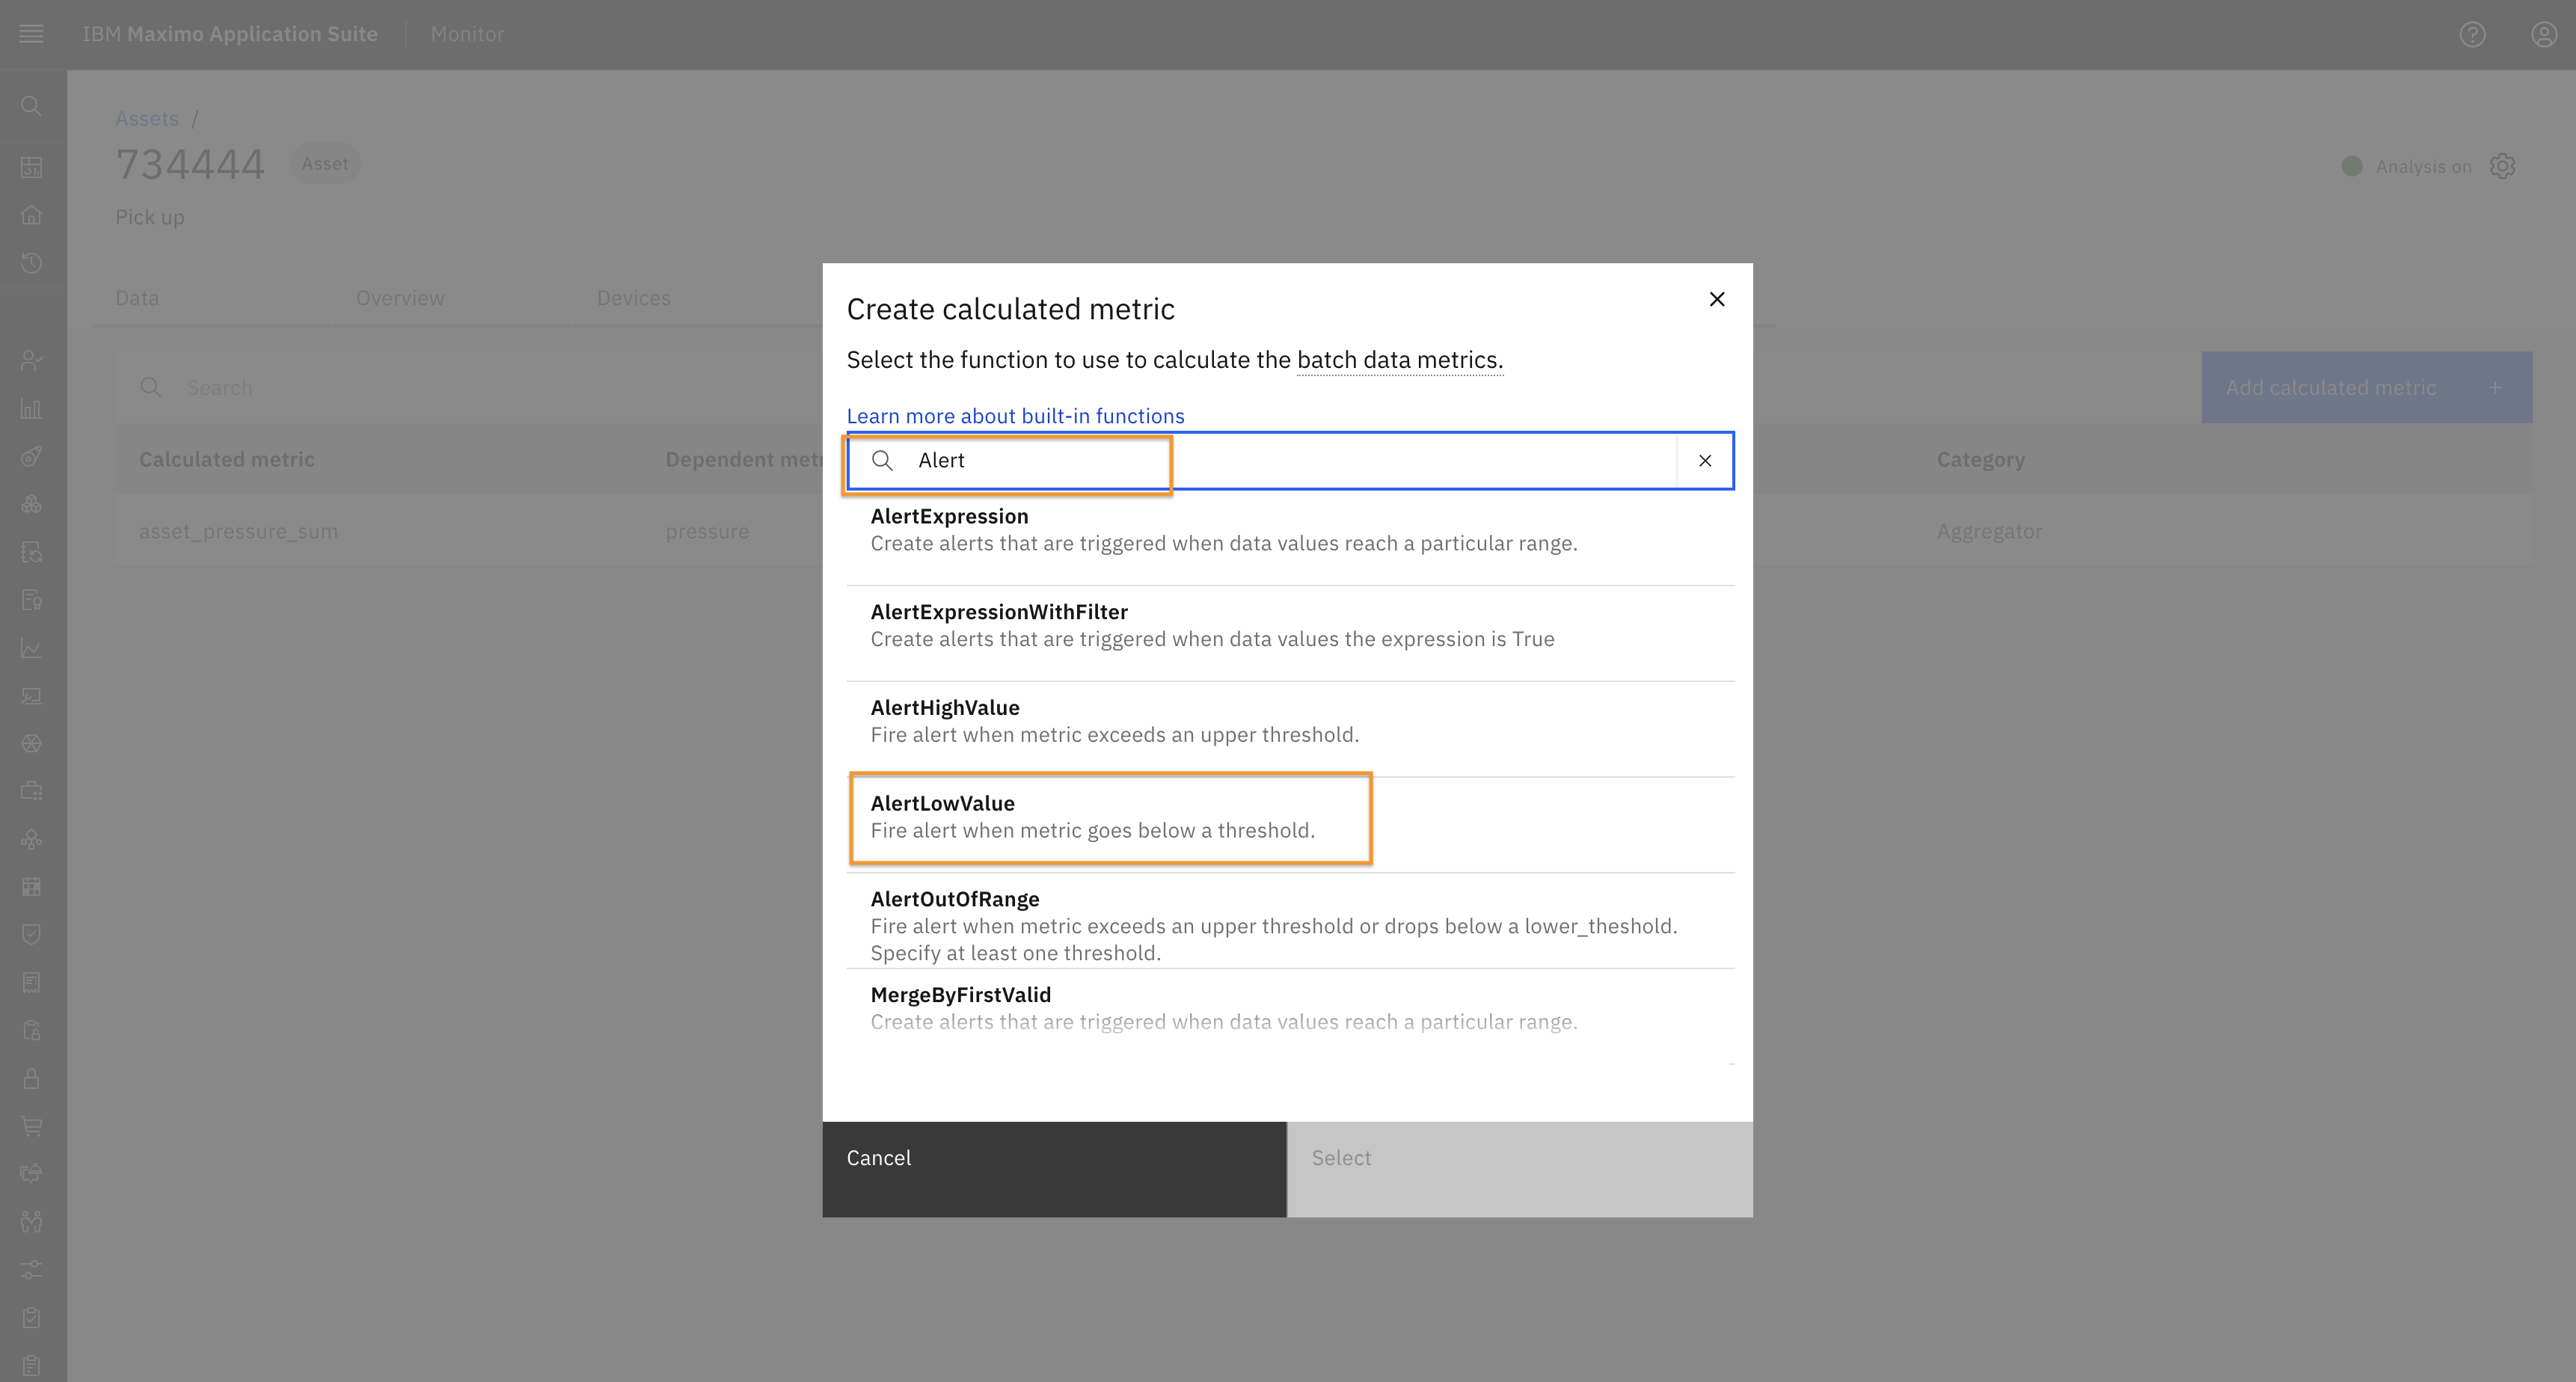 IBM Maximo Application Suite
Monitor
Assets /
734444 Asset
Analysis on
Pick up
Data Overview Devices
Search
Add calculated metric +
Calculated metric Dependent metr Category
asset_pressure_sum pressure Aggregator
Create calculated metric
Select the function to use to calculate the batch data metrics.
Learn more about built-in functions
Alert
AlertExpression
Create alerts that are triggered when data values reach a particular range.
AlertExpressionWithFilter
Create alerts that are triggered when data values the expression is True
AlertHighValue
Fire alert when metric exceeds an upper threshold.
AlertLowValue
Fire alert when metric goes below a threshold.
AlertOutOfRange
Fire alert when metric exceeds an upper threshold or drops below a lower_theshold.
Specify at least one threshold.
MergeByFirstValid
Create alerts that are triggered when data values reach a particular range.
Cancel
Select